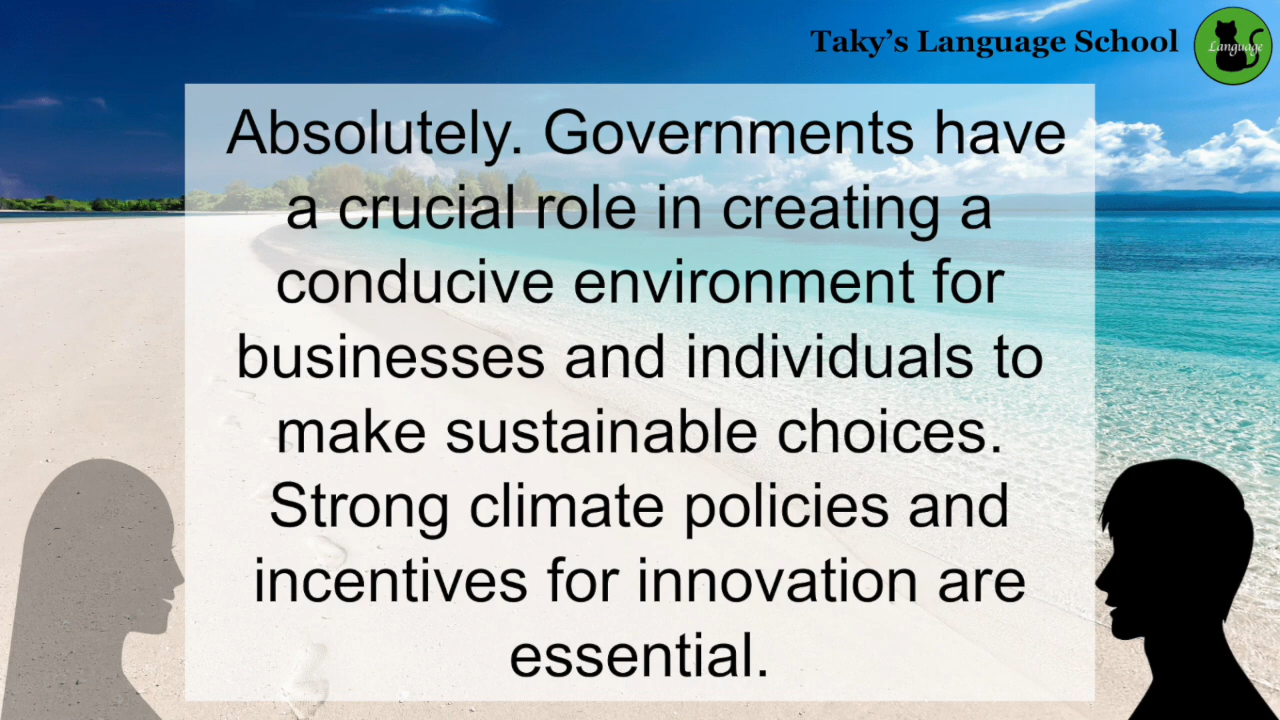 Taky's Language School
Language
Absolutely. Governments have
a crucial role in creating a
conducive environment for
businesses and individuals to
make sustainable choices.
Strong climate policies and
incentives for innovation are
essential.